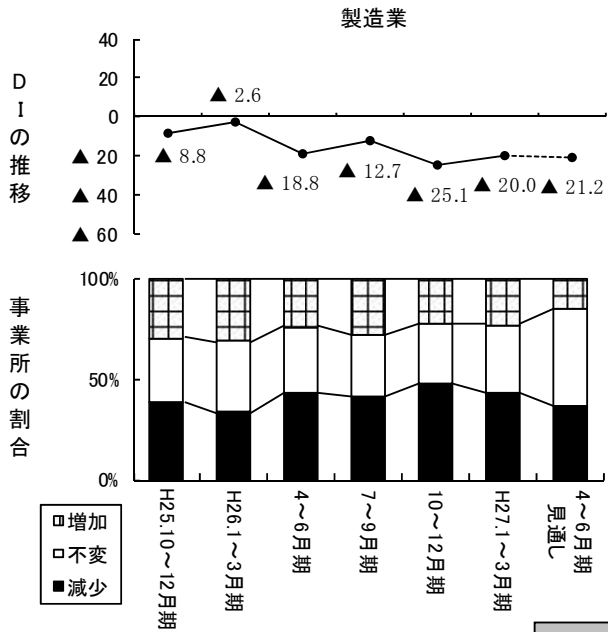 製造業
DIの推移
40
20
0
▲ 20
▲ 40
▲ 60
▲ 8.8
▲ 2.6
▲ 18.8
▲ 12.7
▲ 25.1
▲ 20.0
▲ 21.2
事業所の割合
100%
50%
0%
H25.10～12月期
H26.1～3月期
4～6月期
7～9月期
10～12月期
H27.1～3月期
4～6月期
見通し
増加
不変
減少